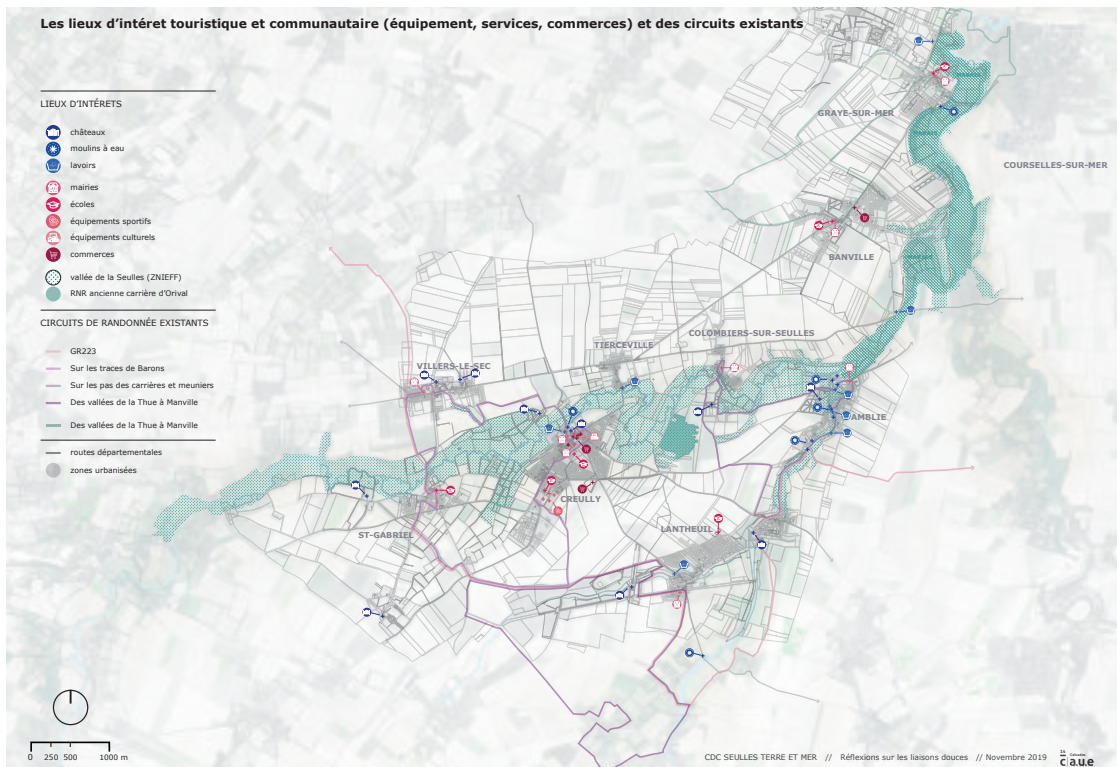 Les lieux d'intéret touristique et communautaire (équipement, services, commerces) et des circuits existants
LIEUX D'INTÉRETS
châteaux
moulins à eau
lavoirs
mairies
écoles
équipements sportifs
équipements culturels
commerces
vallée de la Seulles (ZNIEFF)
RNR ancienne carrière d'Orival
CIRCUITS DE RANDONNÉE EXISTANTS
GR223
Sur les traces de Barons
Sur les pas des carrières et meuniers
Des vallées de la Thue à Manville
Des vallées de la Thue à Manville
routes départementales
zones urbanisées
GRAYE-SUR-MER
COURSELLES-SUR-MER
BANVILLE
COLOMBIERS-SUR-SEULLES
TIERCEVILLE
VILLERS-LE-SEC
AMBLIE
CREULLY
ST-GABRIEL
LANTHEUIL
0 250 500 1000 m
CDC SEULLES TERRE ET MER // Réflexions sur les liaisons douces // Novembre 2019
14
Calvados
c|a.u.e